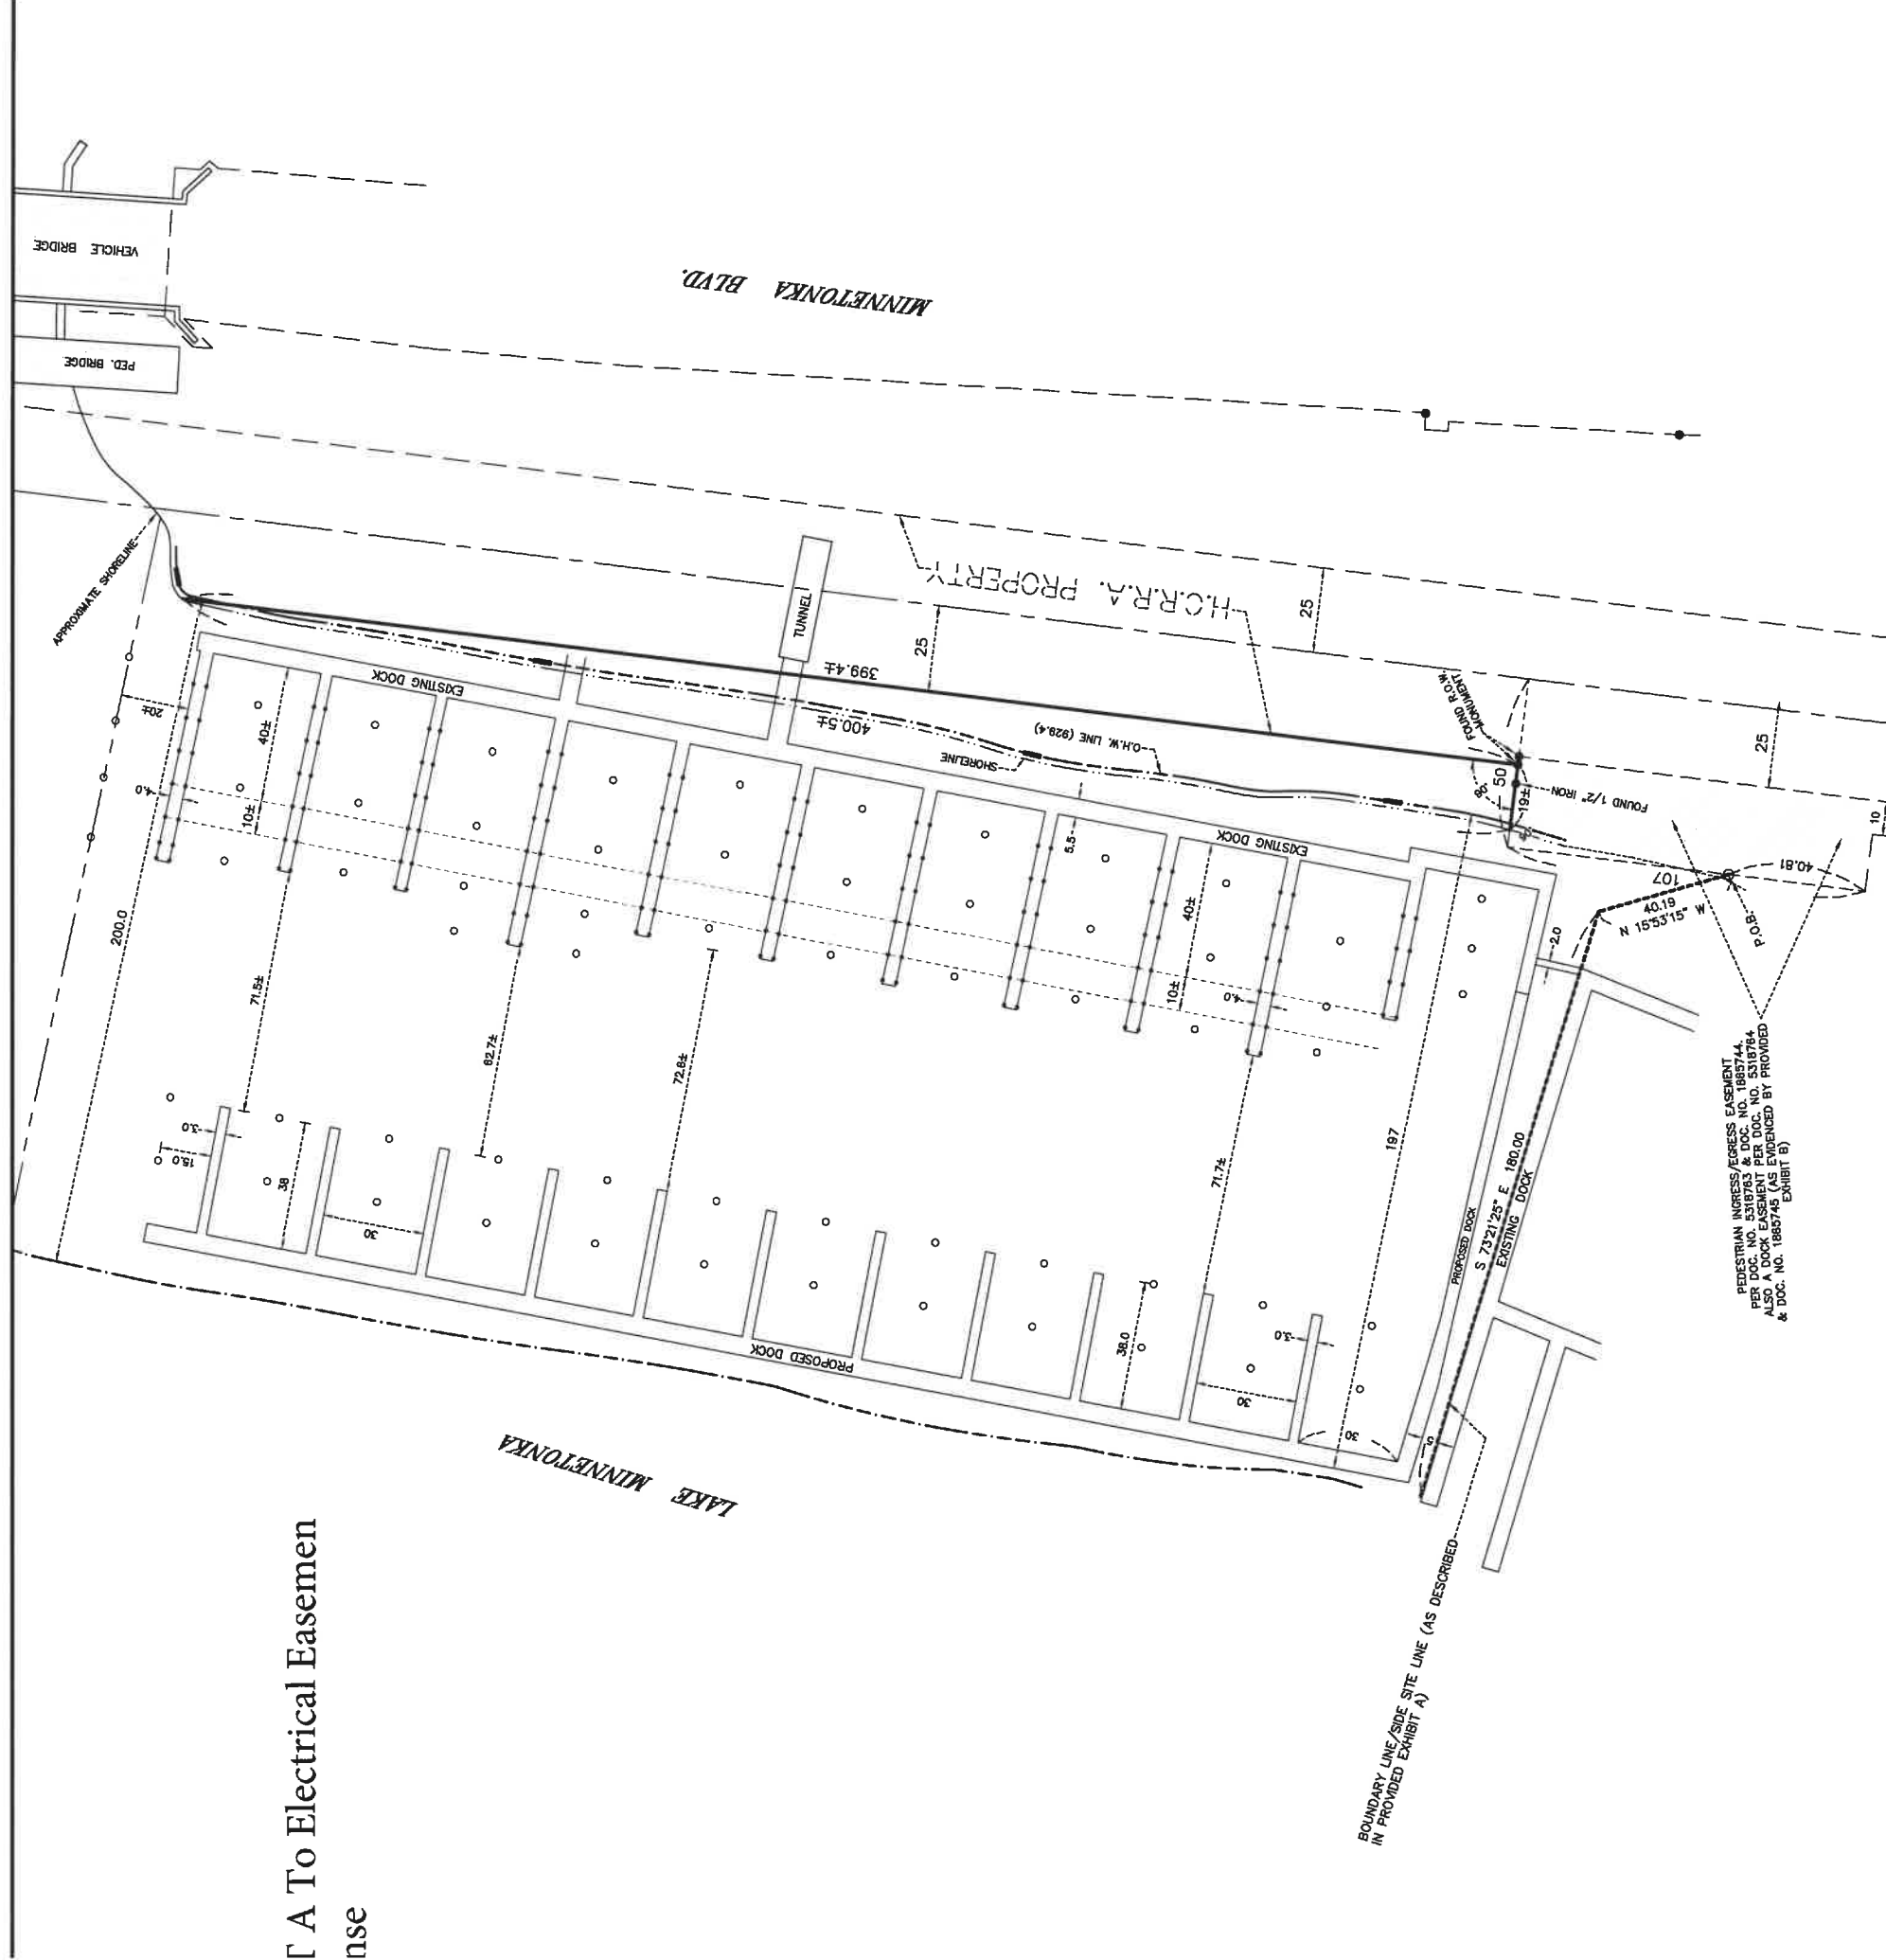 VEHICLE BRIDGE
PED. BRIDGE
MINNETONKA BLVD.
APPROXIMATE SHORELINE
H.C.R.R.A. PROPERTY
TUNNEL
25
25
25
399.4±
400.5±
EXISTING DOCK
O.H.W. LINE (929.4)
SHORELINE
FOUND R.O.W.
MONUMENT
50
80
19±
FOUND 1/2" IRON
10
20±
40±
10±
4.0
200.0
71.5±
62.7±
72.8±
5.5
EXISTING DOCK
40±
10±
4.0
71.7±
197
107
40.81
40.19
N 15°53'15" W
P.O.B.
2.0
3.0
15.0
38
30
PROPOSED DOCK
38.0
30
3.0
30
5
PROPOSED DOCK
S 73°21'25" E 180.00
EXISTING DOCK
PEDESTRIAN INGRESS/EGRESS EASEMENT
PER DOC. NO. 5318763 & DOC. NO. 1885744.
ALSO A DOCK EASEMENT PER DOC. NO. 5318764
& DOC. NO. 1885745 (AS EVIDENCED BY PROVIDED
EXHIBIT B)
LAKE MINNETONKA
BOUNDARY LINE/SIDE SITE LINE (AS DESCRIBED
IN PROVIDED EXHIBIT A)
A To Electrical Easemen
nse